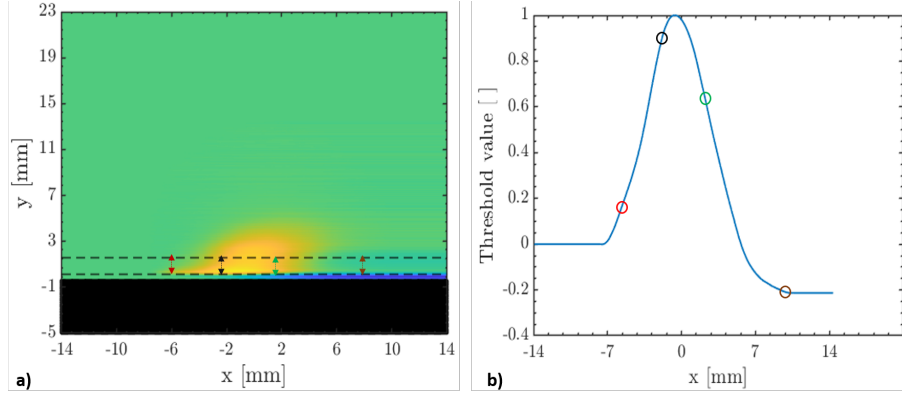 23
19
15
11
7
3
-1
-5
y [mm]
-14 -10 -6 -2 2 6 10 14
x [mm]
a)
1
0.8
0.6
0.4
0.2
0
-0.2
-0.4
Threshold value [ ]
-14 -7 0 7 14
x [mm]
b)